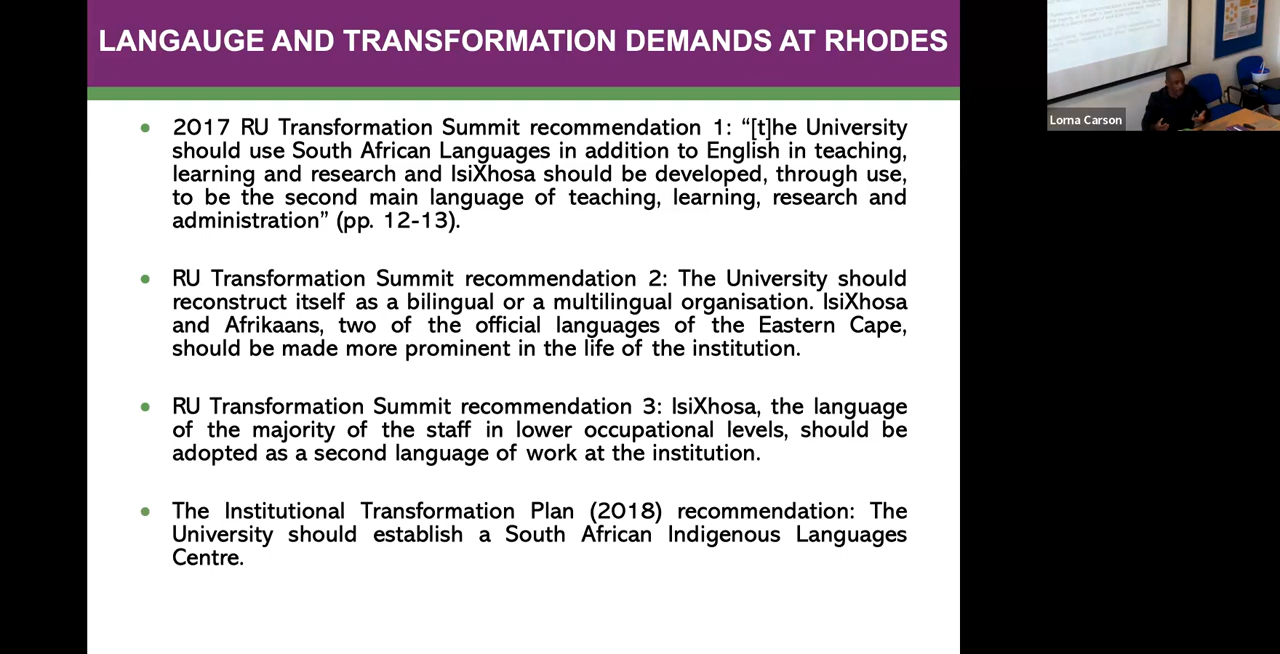 LANGAUGE AND TRANSFORMATION DEMANDS AT RHODES
• 2017 RU Transformation Summit recommendation 1: “[t]he University
should use South African Languages in addition to English in teaching,
learning and research and IsiXhosa should be developed, through use,
to be the second main language of teaching, learning, research and
administration” (pp. 12-13).
• RU Transformation Summit recommendation 2: The University should
reconstruct itself as a bilingual or a multilingual organisation. IsiXhosa
and Afrikaans, two of the official languages of the Eastern Cape,
should be made more prominent in the life of the institution.
• RU Transformation Summit recommendation 3: IsiXhosa, the language
of the majority of the staff in lower occupational levels, should be
adopted as a second language of work at the institution.
• The Institutional Transformation Plan (2018) recommendation: The
University should establish a South African Indigenous Languages
Centre.
Lorna Carson